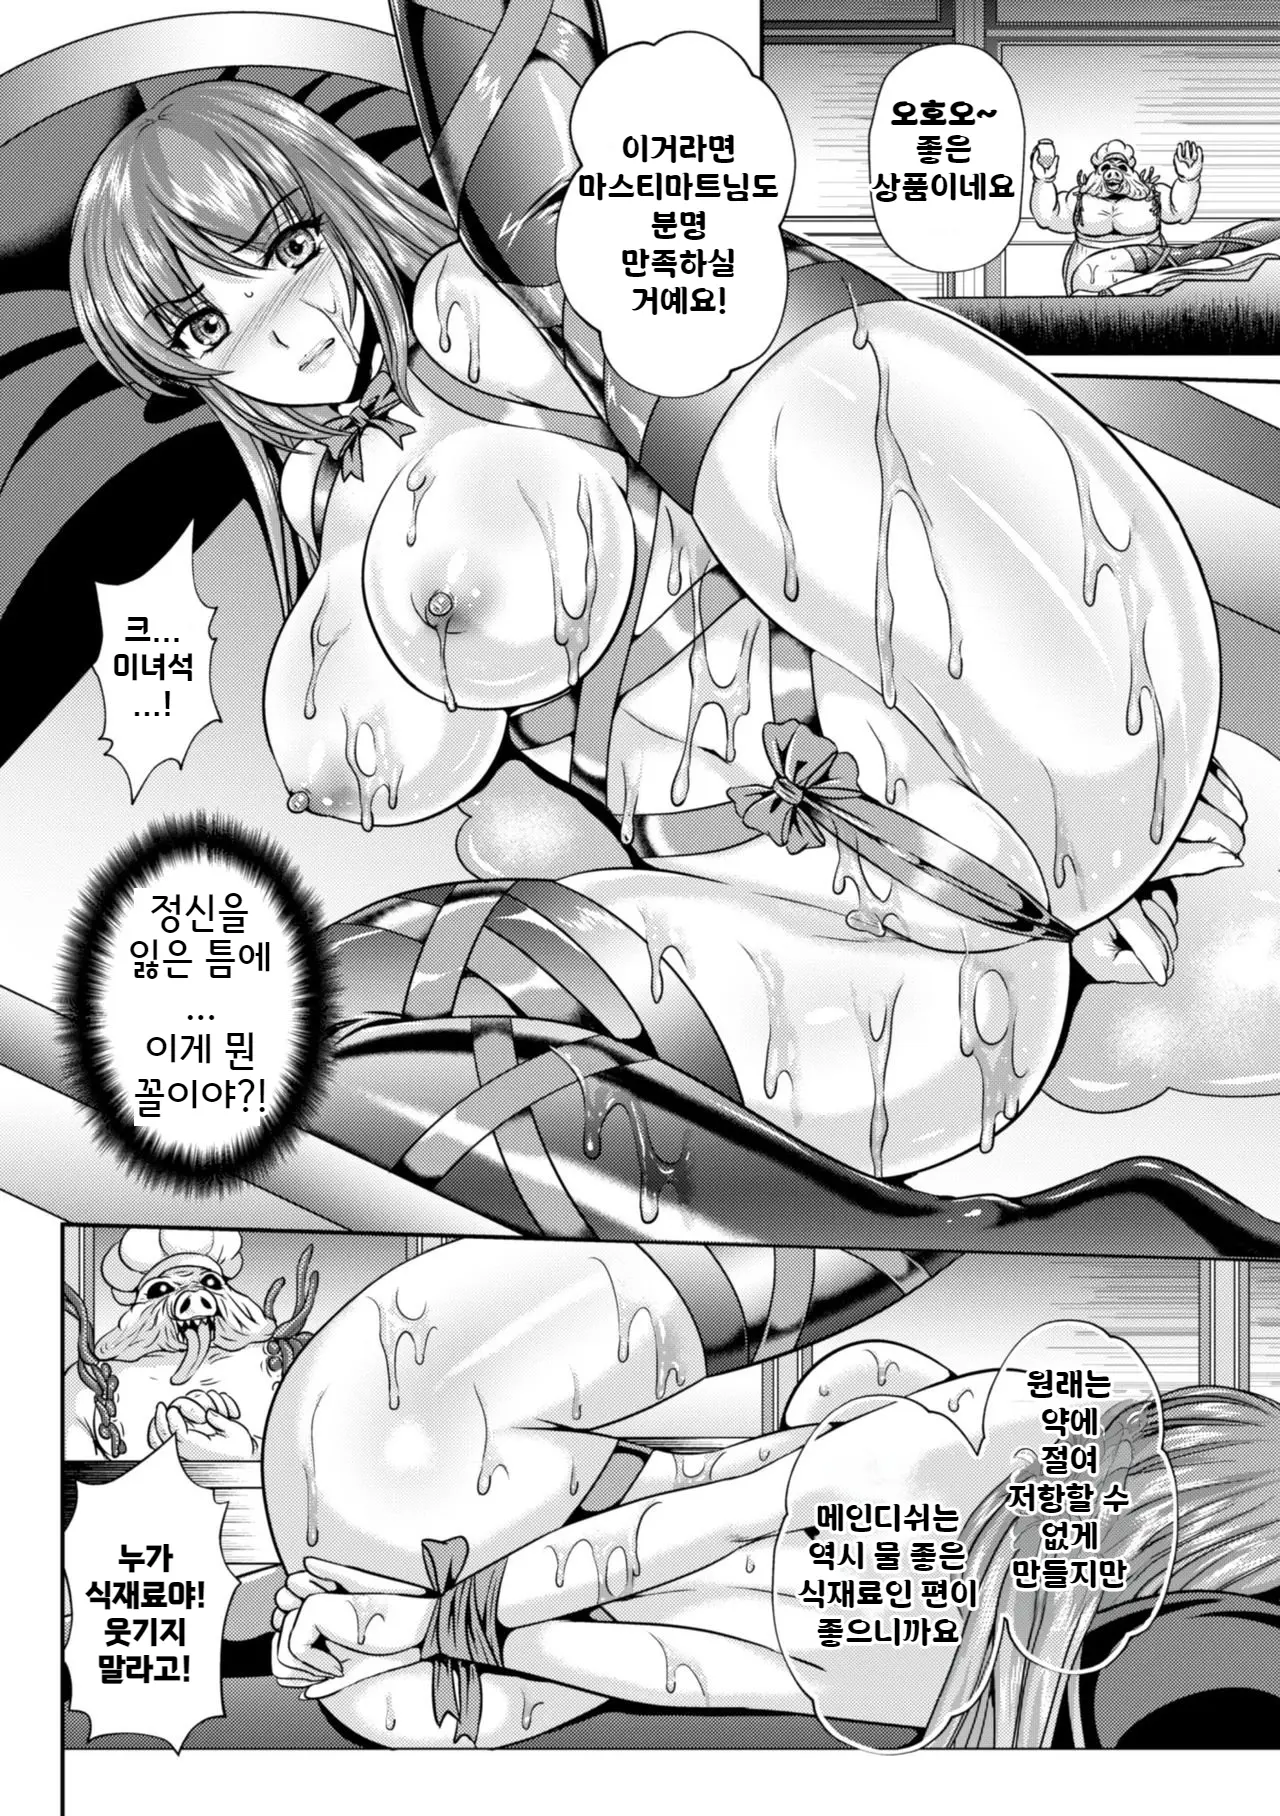 오호오~
좋은
상품이네요
이거라면
마스티마트님도
분명
만족하실
거예요!
크...
미녀석
...!
정신을
잃은 틈에
...
이게 뭔
꼴이야?!
원래는
약에
절여
저항할 수
없게
만들지만
메인디쉬는
역시 물 좋은
식재료인 편이
좋으니까요
누가
식재료야!
웃기지
말라고!